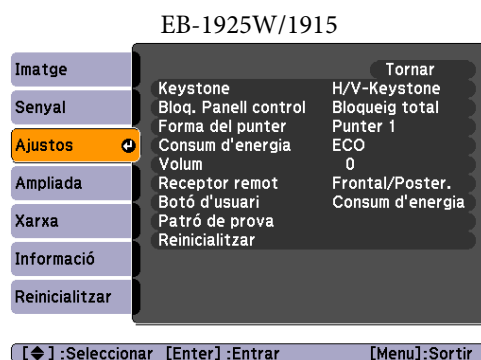 EB-1925W/1915
Imatge
Senyal
Ajustos
Ampliada
Xarxa
Informació
Reinicialitzar
Tornar
Keystone H/V-Keystone
Bloq. Panell control Bloqueig total
Forma del punter Punter 1
Consum d'energia ECO
Volum 0
Receptor remot Frontal/Poster.
Botó d'usuari Consum d'energia
Patró de prova
Reinicialitzar
[◆] :Seleccionar [Enter] :Entrar [Menu]:Sortir